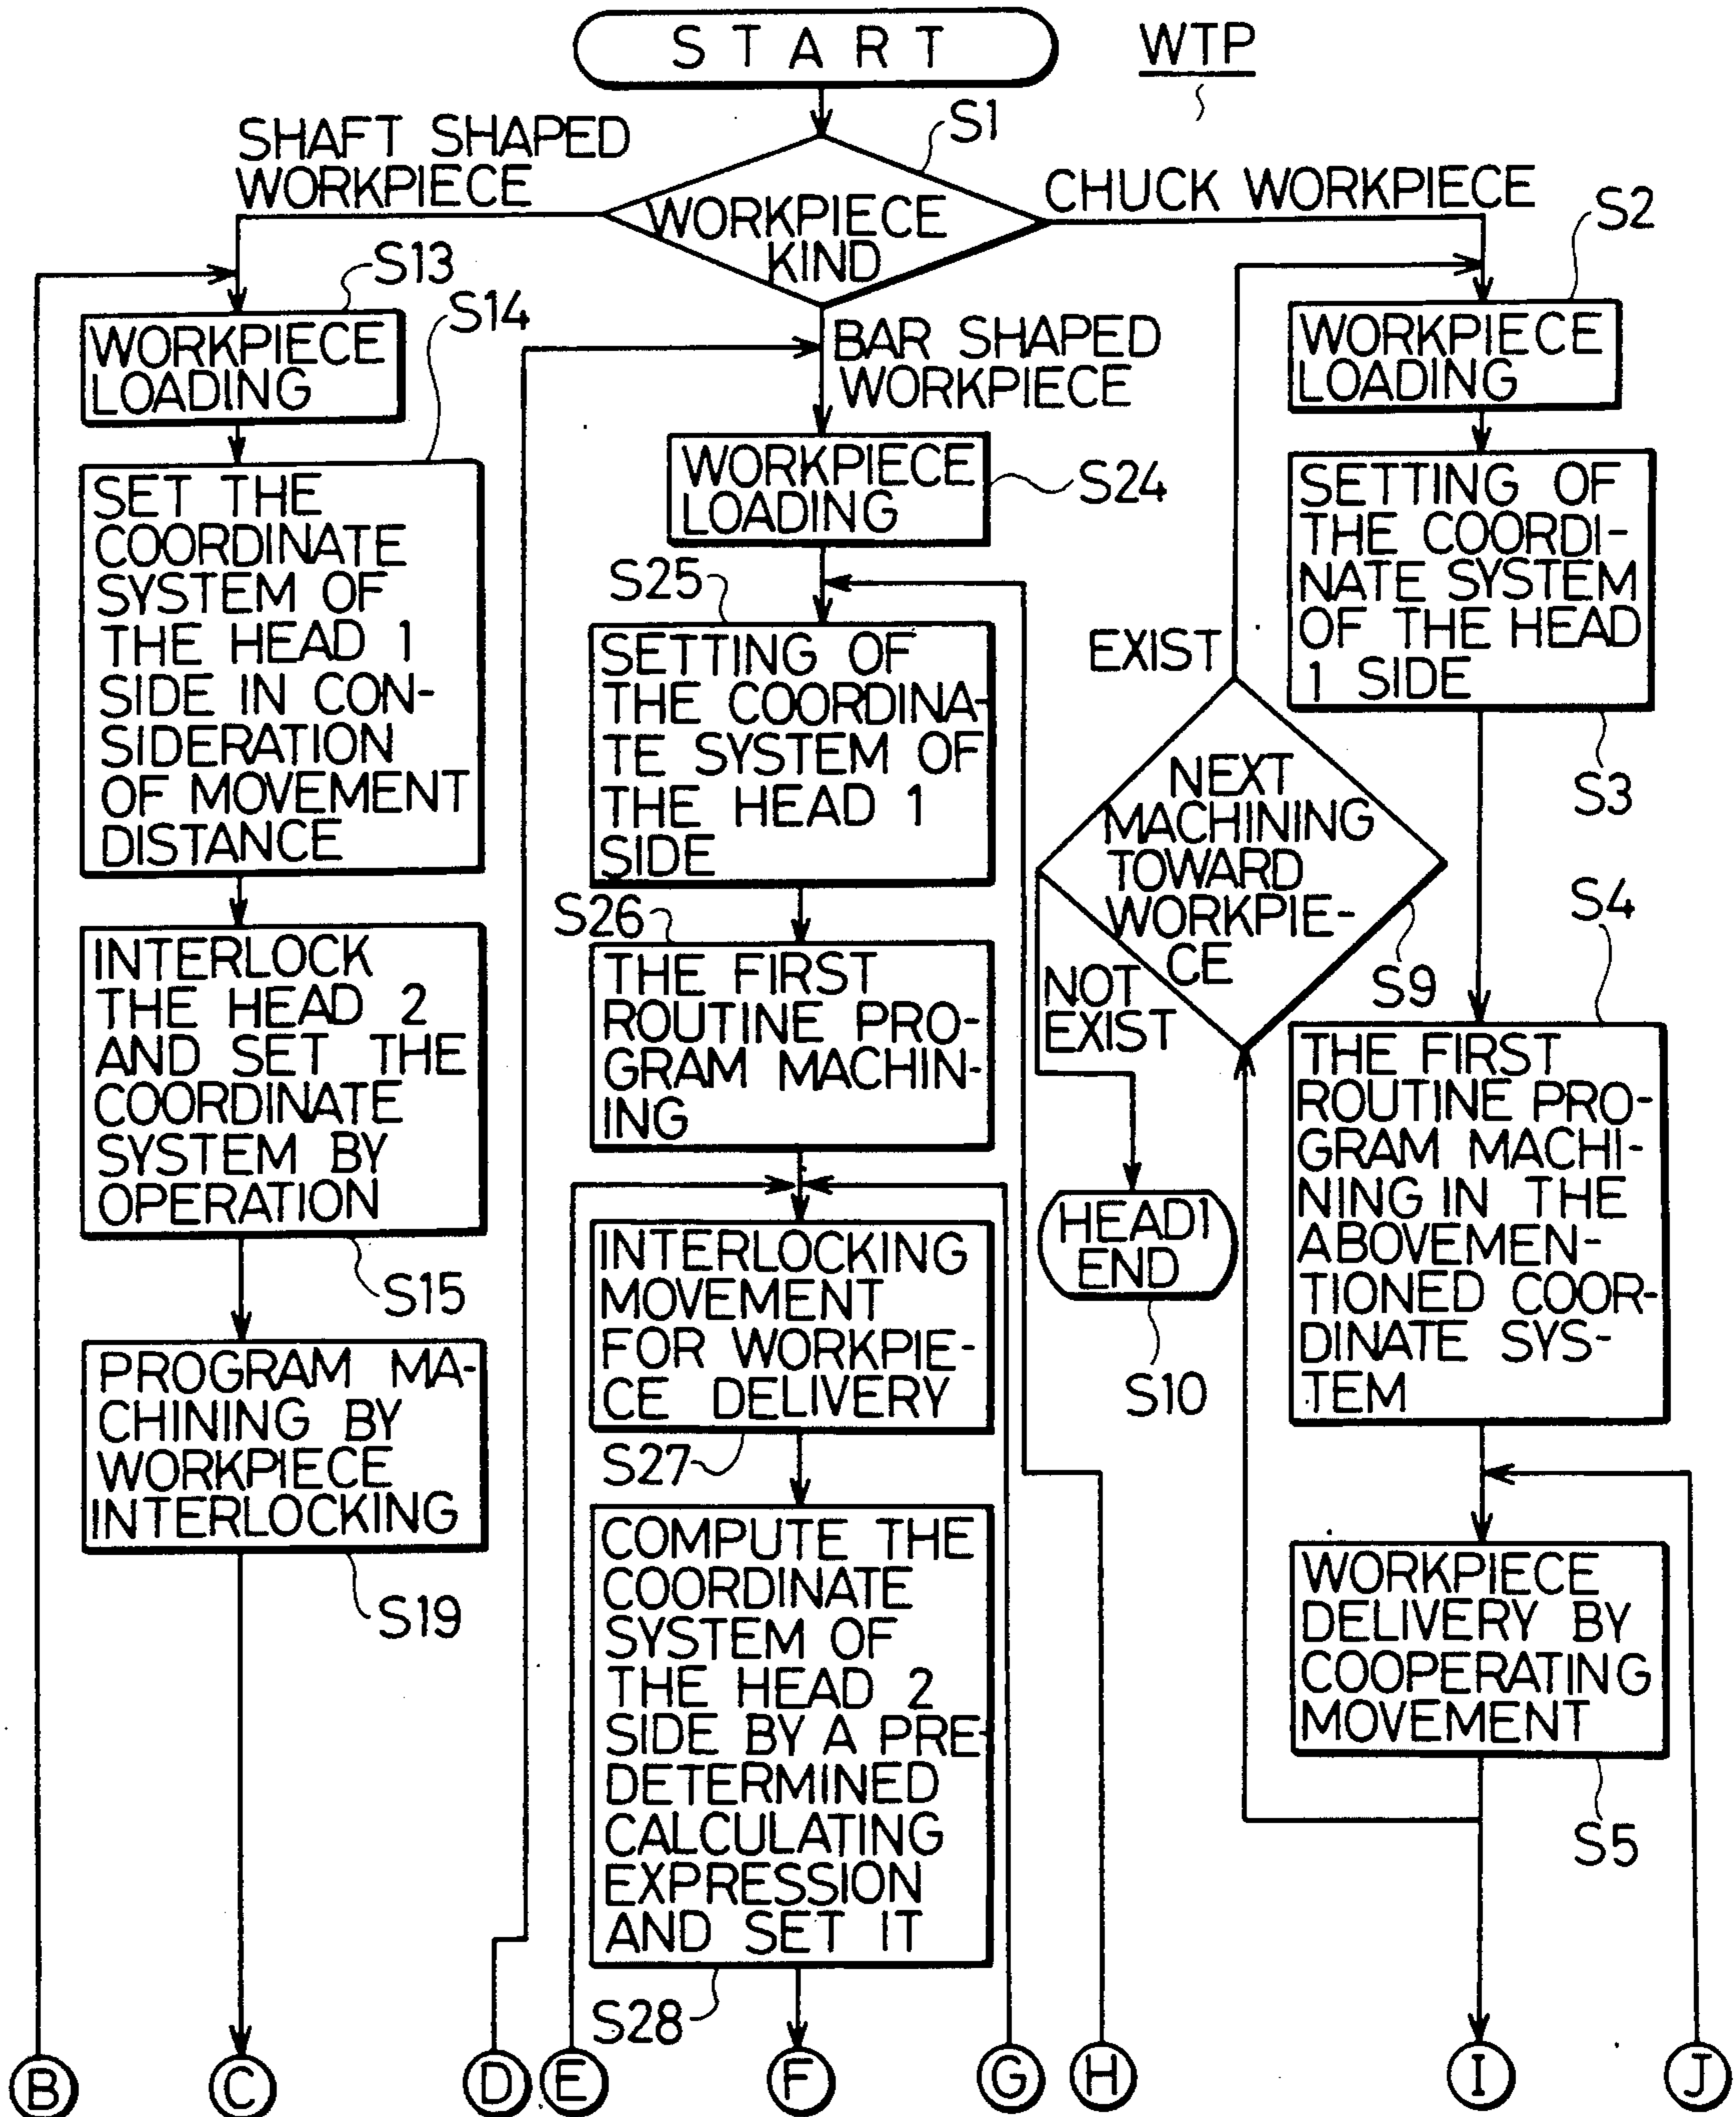 START
WTP
S1
SHAFT SHAPED
WORKPIECE
WORKPIECE
KIND
CHUCK WORKPIECE
S2
S13
WORKPIECE
LOADING
S14
SET THE
COORDINATE
SYSTEM OF
THE HEAD 1
SIDE IN CON-
SIDERATION
OF MOVEMENT
DISTANCE
INTERLOCK
THE HEAD 2
AND SET THE
COORDINATE
SYSTEM BY
OPERATION
S15
PROGRAM MA-
CHINING BY
WORKPIECE
INTERLOCKING
S19
BAR SHAPED
WORKPIECE
WORKPIECE
LOADING
S24
S25
SETTING OF
THE COORDINA-
TE SYSTEM OF
THE HEAD 1
SIDE
S26
THE FIRST
ROUTINE PRO-
GRAM MACHIN-
ING
INTERLOCKING
MOVEMENT
FOR WORKPIE-
CE DELIVERY
S27
COMPUTE THE
COORDINATE
SYSTEM OF
THE HEAD 2
SIDE BY A PRE-
DETERMINED
CALCULATING
EXPRESSION
AND SET IT
S28
WORKPIECE
LOADING
SETTING OF
THE COORDI-
NATE SYSTEM
OF THE HEAD
1 SIDE
S3
EXIST
NEXT
MACHINING
TOWARD
WORKPIE-
CE
S9
NOT
EXIST
HEAD1
END
S10
S4
THE FIRST
ROUTINE PRO-
GRAM MACHI-
NING IN THE
ABOVEMEN-
TIONED COOR-
DINATE SYS-
TEM
WORKPIECE
DELIVERY BY
COOPERATING
MOVEMENT
S5
B
C
D
E
F
G
H
I
J